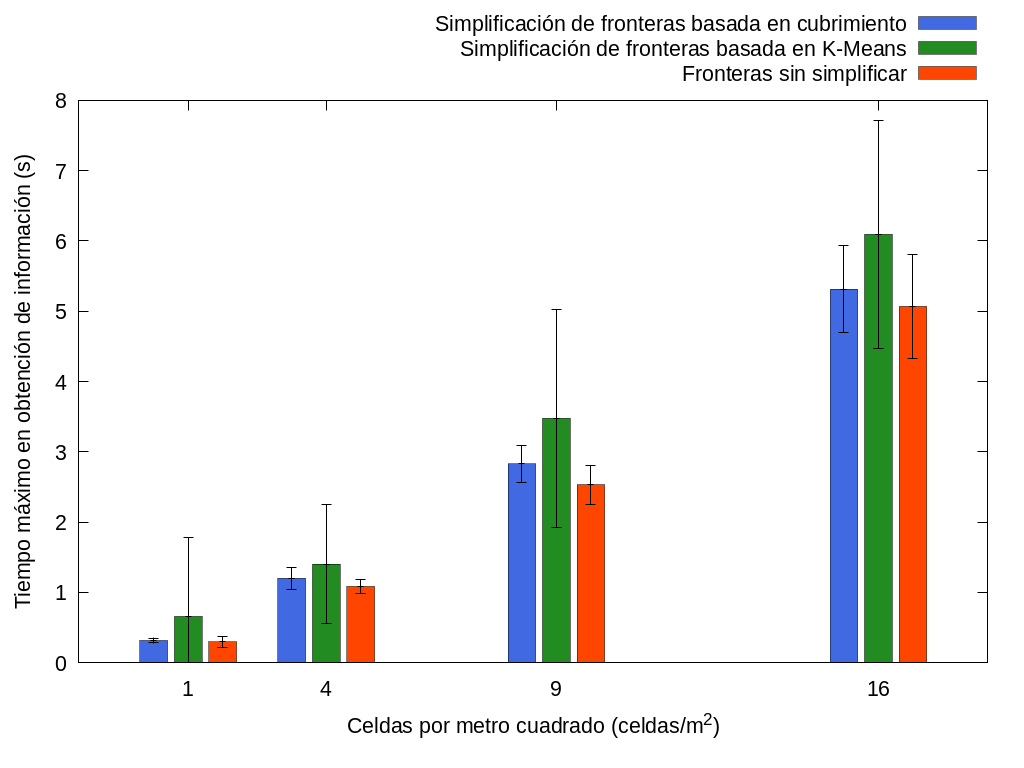 Simplificación de fronteras basada en cubrimiento
Simplificación de fronteras basada en K-Means
Fronteras sin simplificar
Tiempo máximo en obtención de información (s)
8
7
6
5
4
3
2
1
0
1 4 9 16
Celdas por metro cuadrado (celdas/m²)